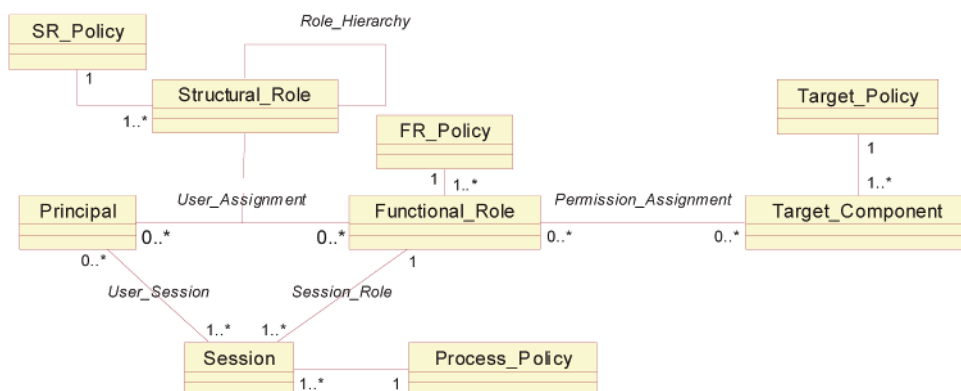 Role_Hierarchy
SR_Policy
1
Structural_Role
1..*
Target_Policy
FR_Policy
1
1
1..*
1..*
User_Assignment
Permission_Assignment
Principal
Functional_Role
Target_Component
0..*
0..*
0..*
0..*
0..*
1
User_Session
Session_Role
1..*
1..*
Session
Process_Policy
1..*
1